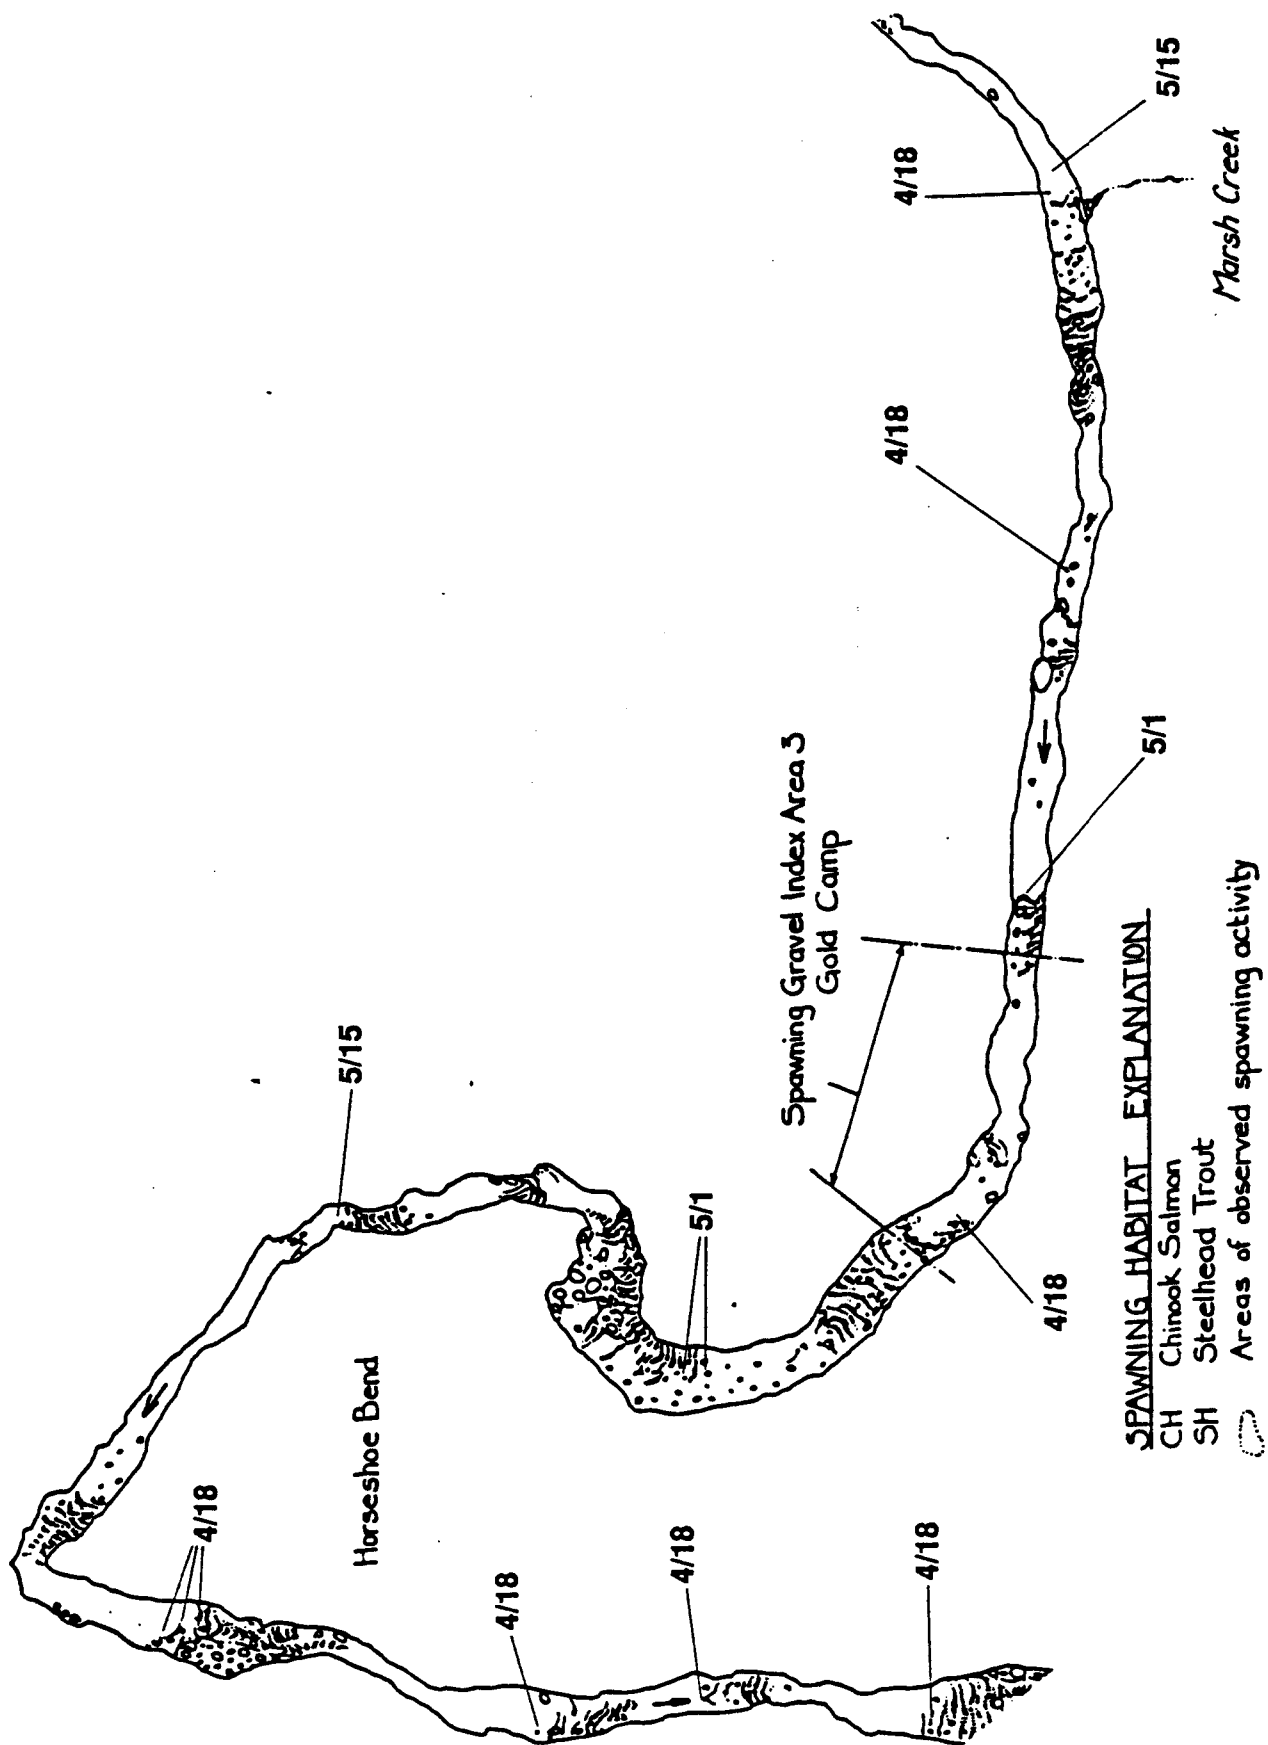 5/15
4/18
Marsh Creek
4/18
5/1
Spawning Gravel Index Area 3
Gold Camp
5/15
5/1
4/18
Horseshoe Bend
4/18
4/18
4/18
4/18
SPAWNING HABITAT EXPLANATION
CH Chinook Salmon
SH Steelhead Trout
Areas of observed spawning activity